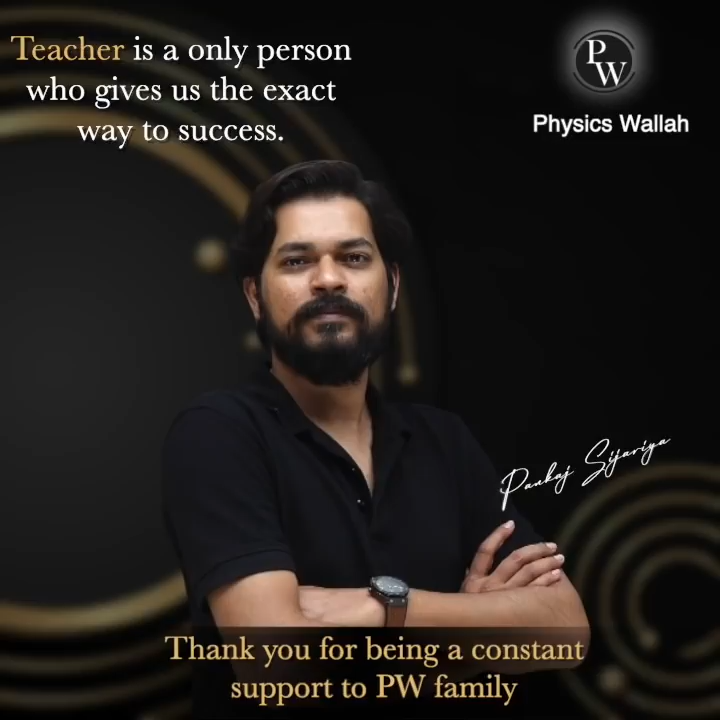 Teacher is a only person
who gives us the exact
way to success.
PW
Physics Wallah
Pankaj Sijariya
Thank you for being a constant
support to PW family